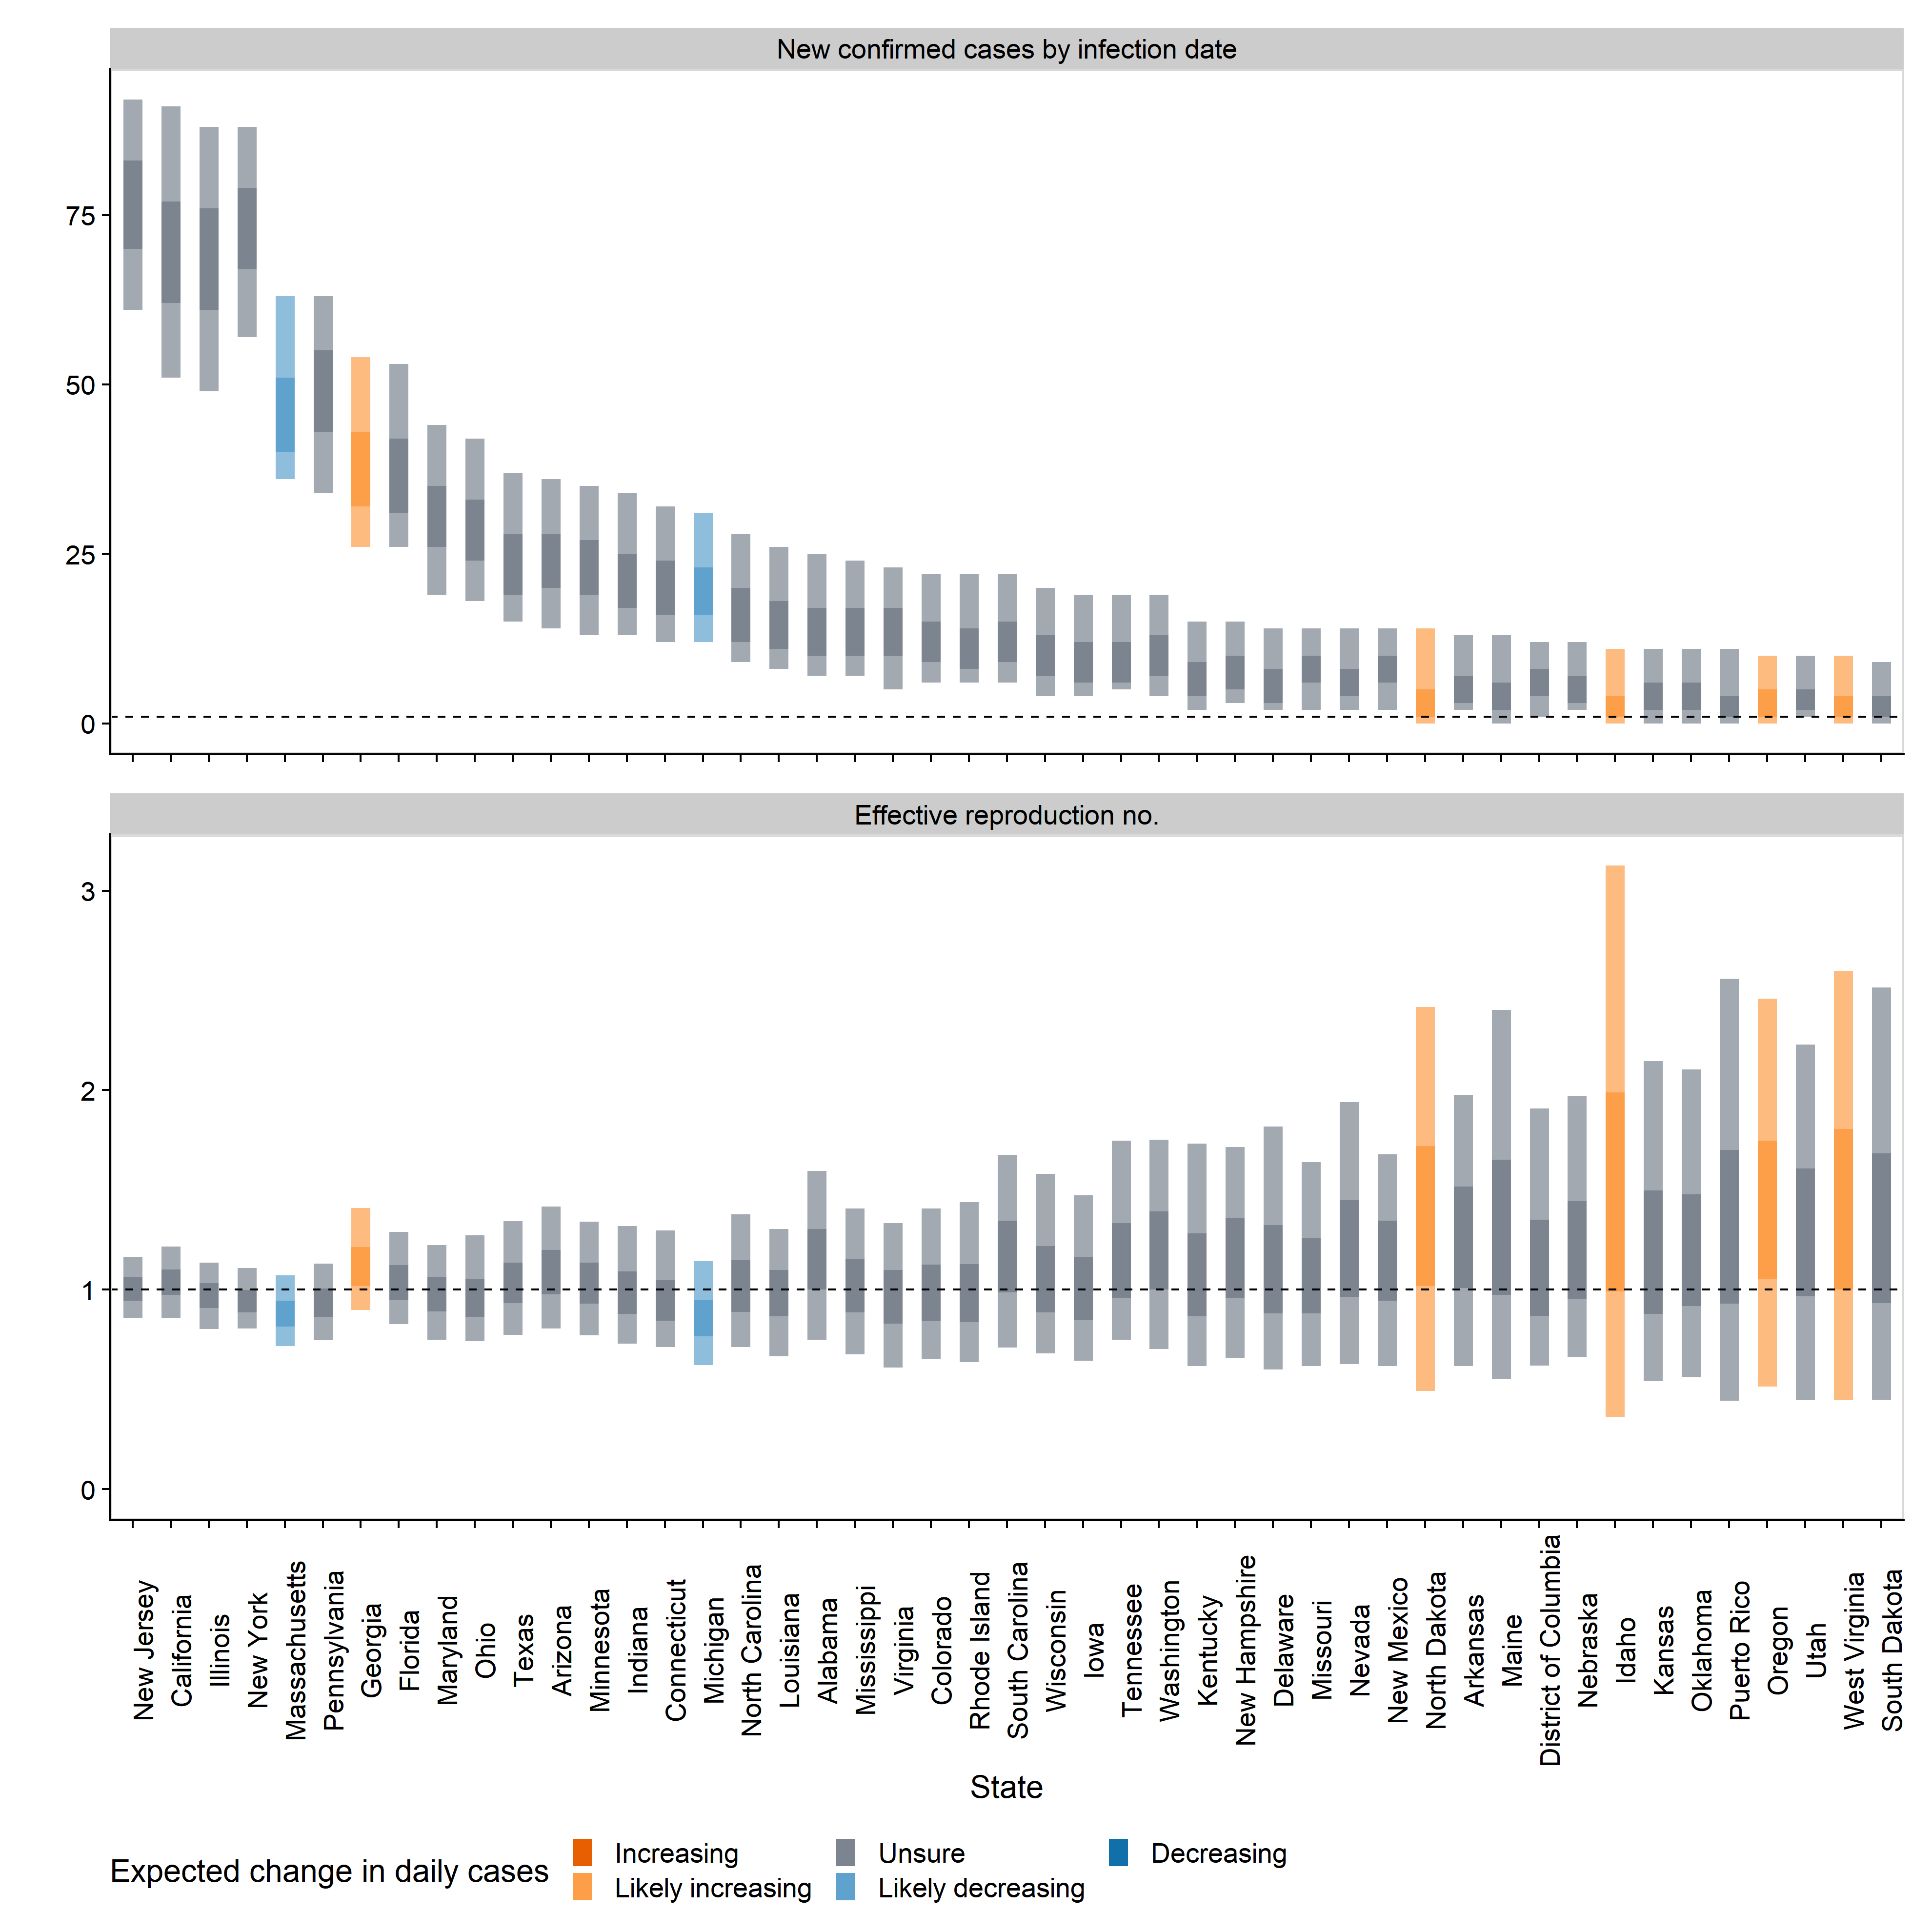 New confirmed cases by infection date
75
50
25
0
Effective reproduction no.
3
2
1
0
New Jersey
California
Illinois
New York
Massachusetts
Pennsylvania
Georgia
Florida
Maryland
Ohio
Texas
Arizona
Minnesota
Indiana
Connecticut
Michigan
North Carolina
Louisiana
Alabama
Mississippi
Virginia
Colorado
Rhode Island
South Carolina
Wisconsin
Iowa
Tennessee
Washington
Kentucky
New Hampshire
Delaware
Missouri
Nevada
New Mexico
North Dakota
Arkansas
Maine
District of Columbia
Nebraska
Idaho
Kansas
Oklahoma
Puerto Rico
Oregon
Utah
West Virginia
South Dakota
State
Expected change in daily cases
Increasing
Likely increasing
Unsure
Likely decreasing
Decreasing